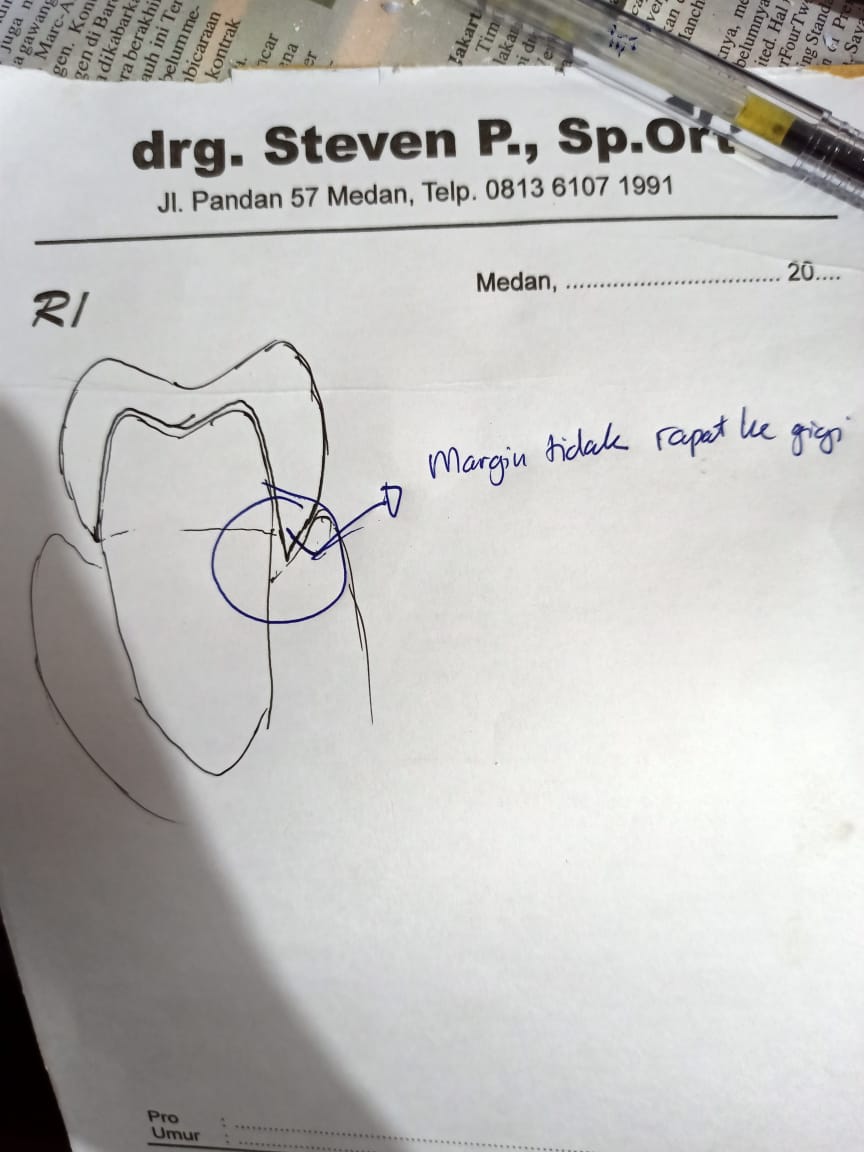 drg. Steven P., Sp.Ort
Jl. Pandan 57 Medan, Telp. 0813 6107 1991
Medan, ................................ 20....
R/
Margin tidak rapat ke gigi
Pro :
Umur :